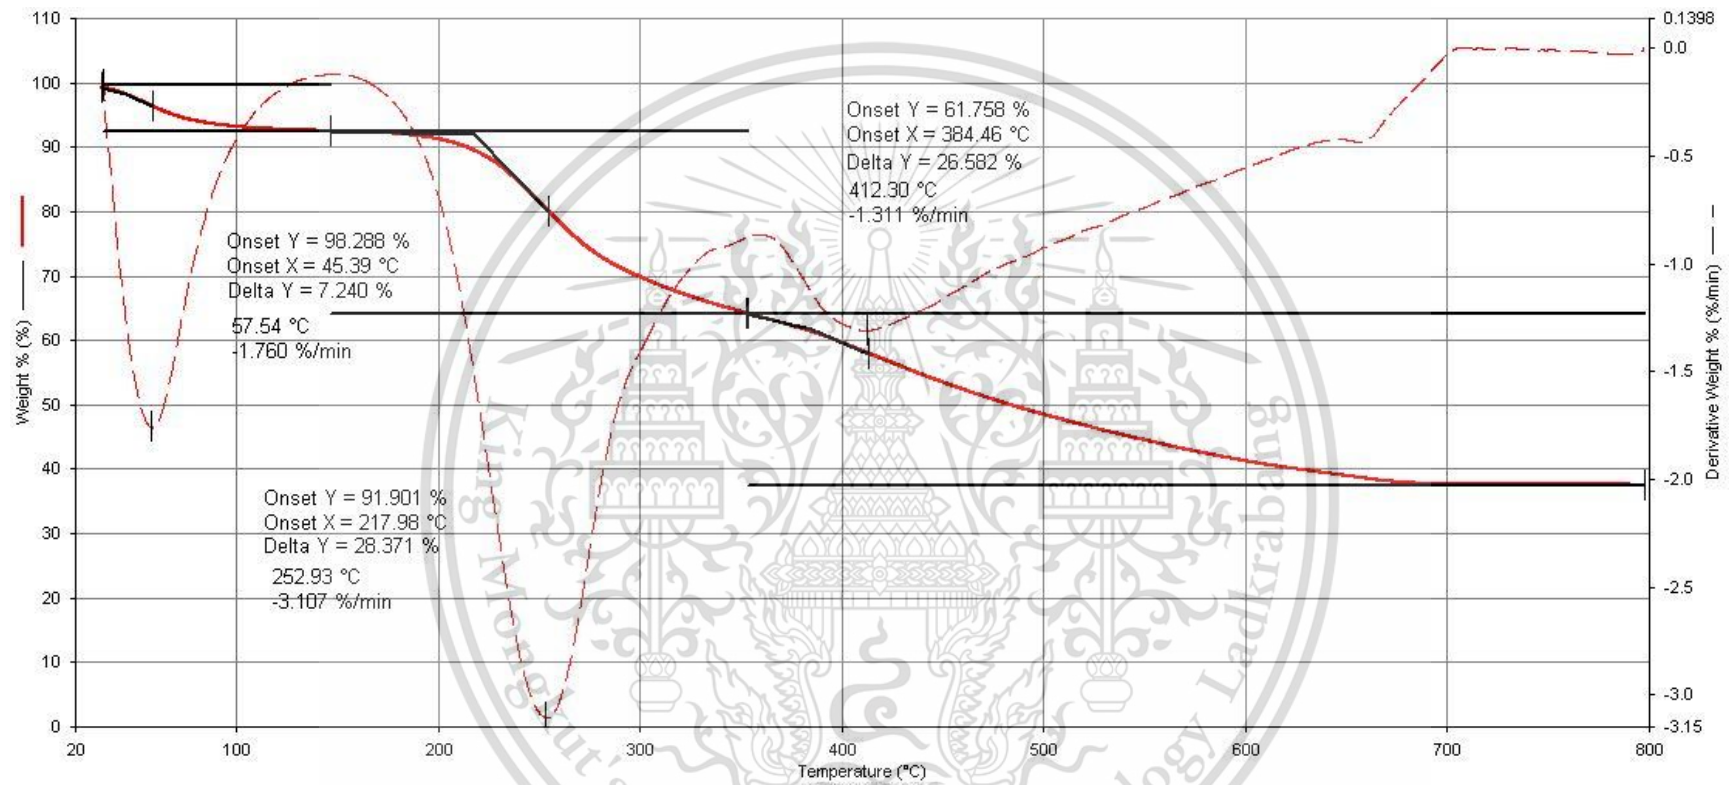 110
100
90
80
70
60
50
40
30
20
10
0
Weight % (%)
Onset Y = 98.288 %
Onset X = 45.39 °C
Delta Y = 7.240 %
57.54 °C
-1.760 %/min
Onset Y = 91.901 %
Onset X = 217.98 °C
Delta Y = 28.371 %
252.93 °C
-3.107 %/min
Onset Y = 61.758 %
Onset X = 384.46 °C
Delta Y = 26.582 %
412.30 °C
-1.311 %/min
0.1398
0.0
-0.5
-1.0
-1.5
-2.0
-2.5
-3.0
-3.15
Derivative Weight % (%/min)
20 100 200 300 400 500 600 700 800
Temperature (°C)
King Mongkut's
ology Ladkrabang